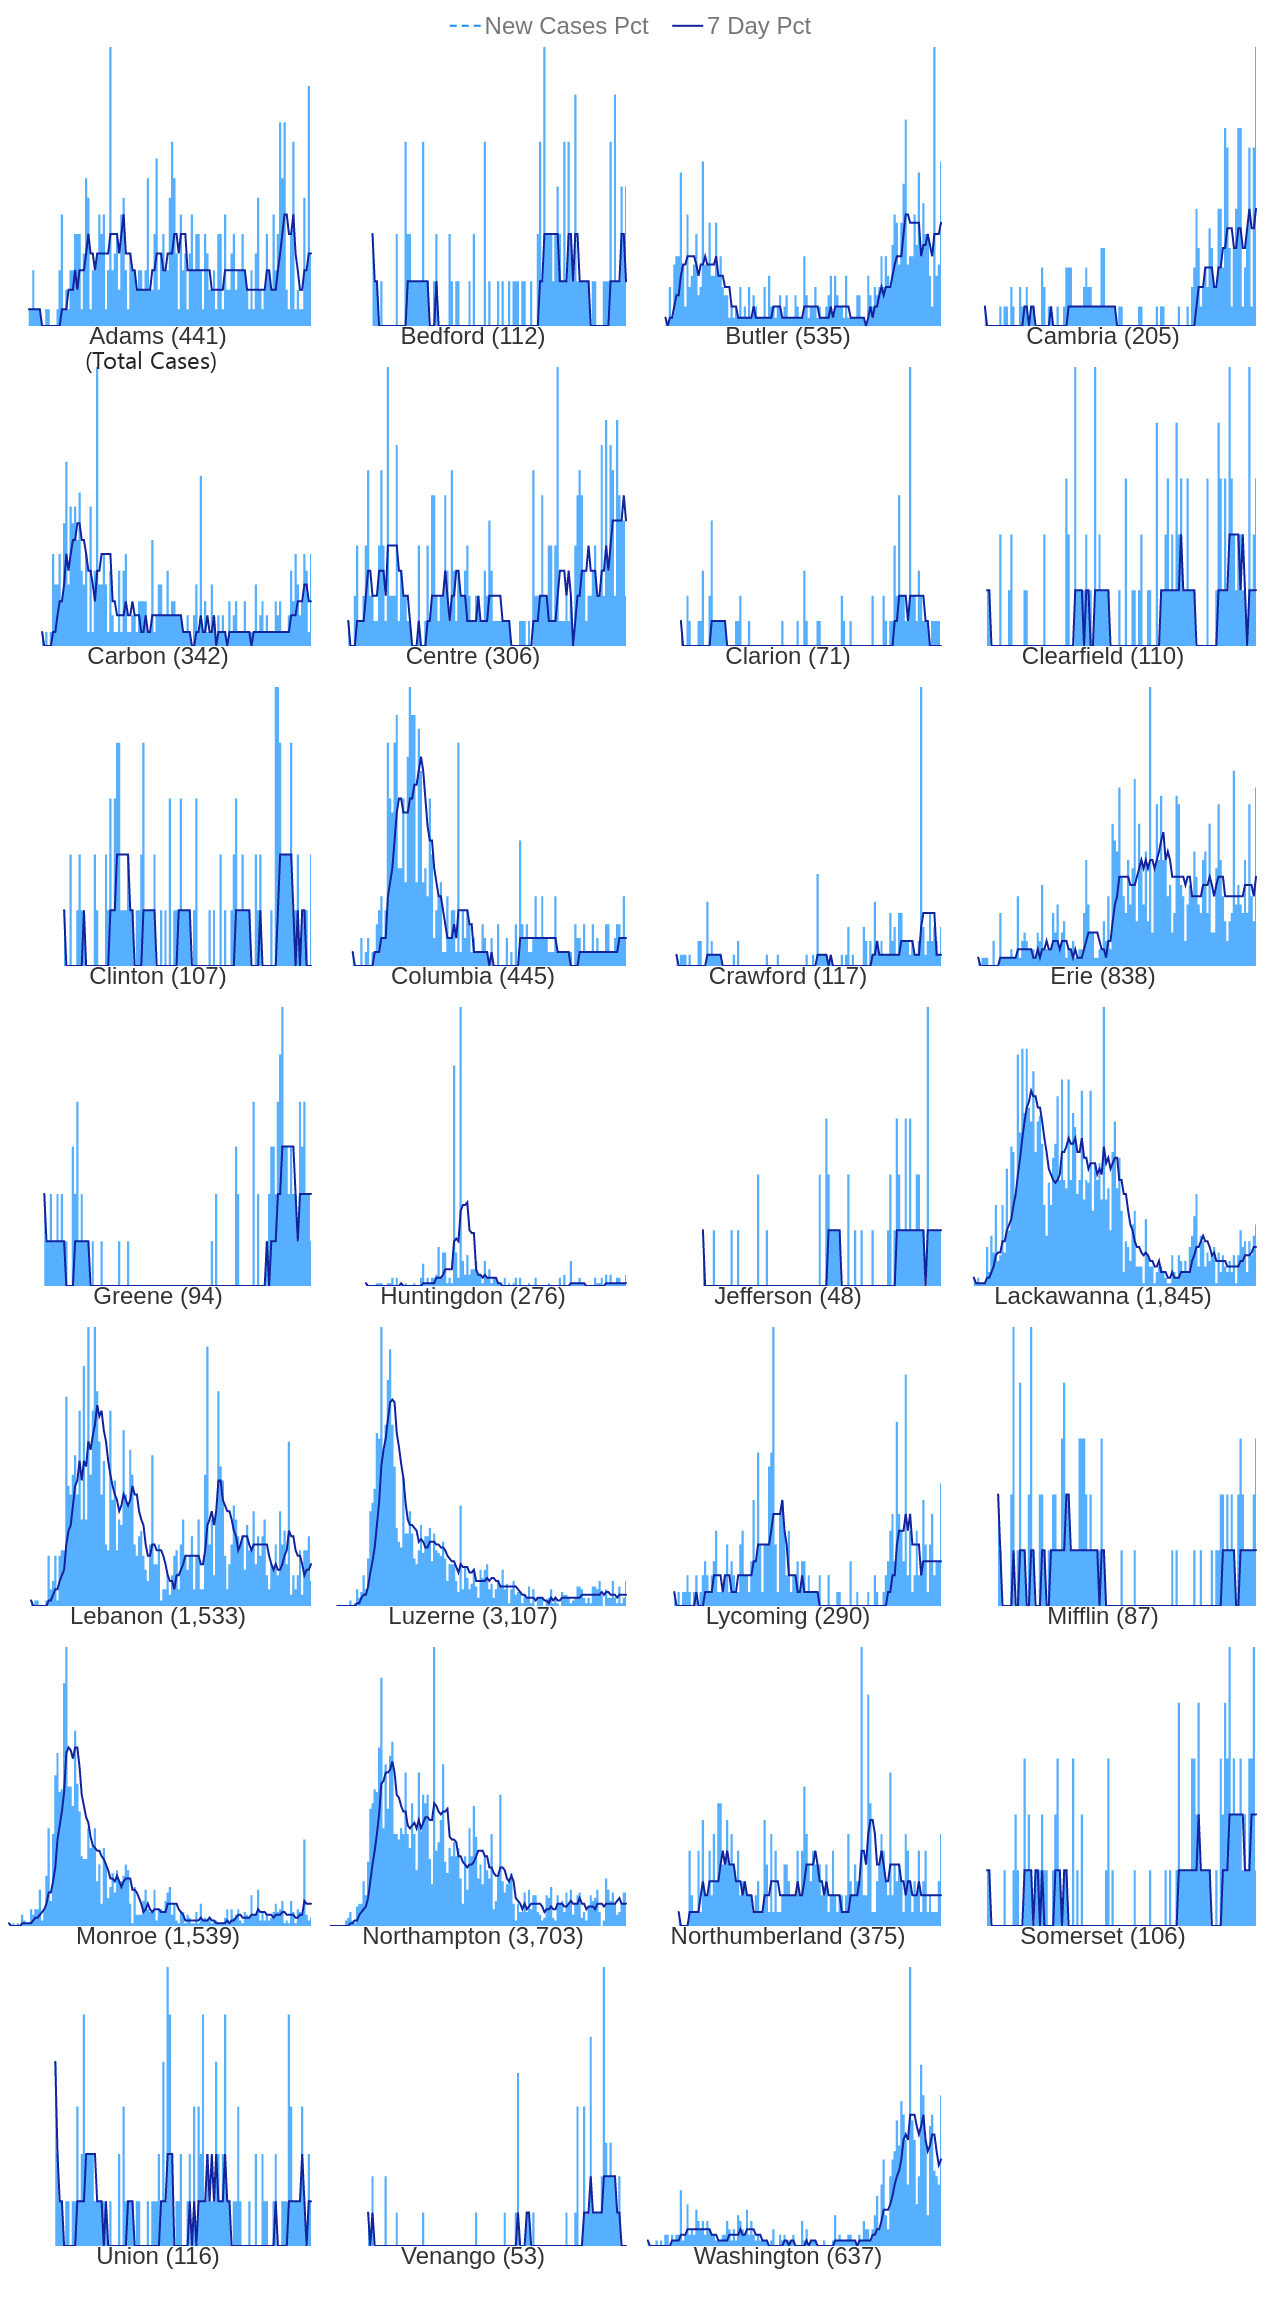 New Cases Pct 7 Day Pct
Adams (441) Bedford (112) Butler (535) Cambria (205)
(Total Cases)
Carbon (342) Centre (306) Clarion (71) Clearfield (110)
Clinton (107) Columbia (445) Crawford (117) Erie (838)
Greene (94) Huntingdon (276) Jefferson (48) Lackawanna (1,845)
Lebanon (1,533) Luzerne (3,107) Lycoming (290) Mifflin (87)
Monroe (1,539) Northampton (3,703) Northumberland (375) Somerset (106)
Union (116) Venango (53) Washington (637)